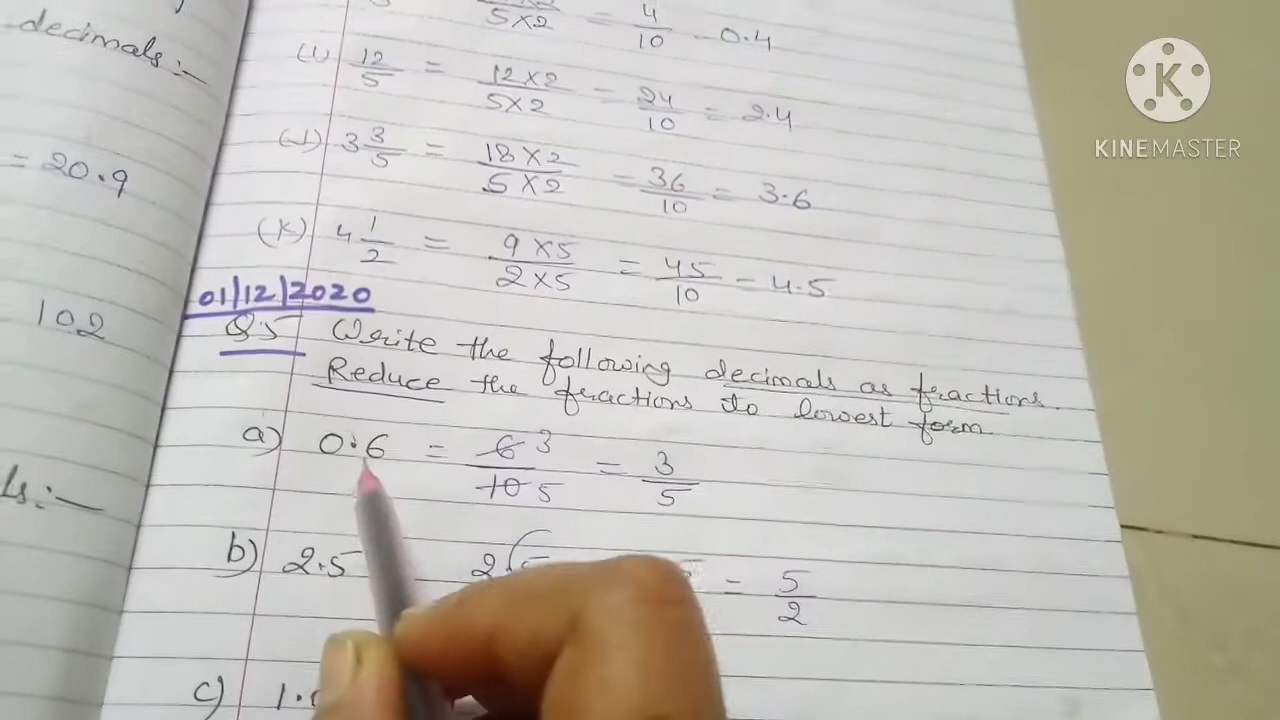 decimals :-
= 20.9
102
5×2 = 4/10 - 0.4
(I) 12/5 = 12×2/5×2 = 24/10 = 2.4
(J) 3 3/5 = 18×2/5×2 = 36/10 = 3.6
(K) 4 1/2 = 9×5/2×5 = 45/10 = 4.5
01/12/2020
Q.5 Write the following decimals as fractions.
Reduce the fractions to lowest form
a) 0.6 = 6 3/10 5 = 3/5
b) 2.5 2 = 5/2
c) 1.
K
KINEMASTER